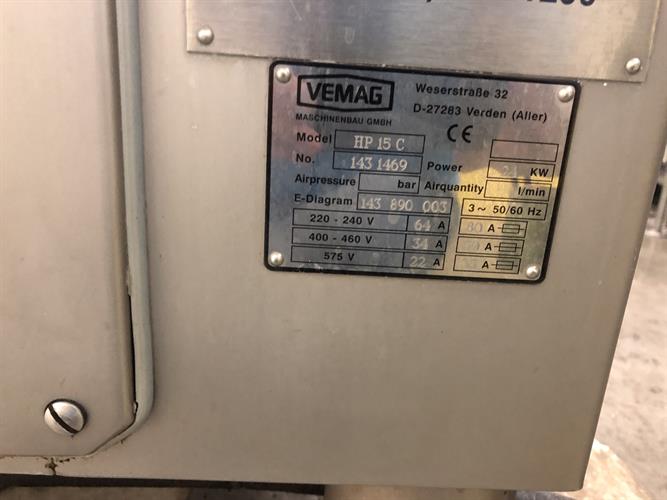 VEMAG
MASCHINENBAU GMBH
Weserstraße 32
D-27283 Verden (Aller)
CE
Model HP 15 C
No. 143 1469 Power KW
Airpressure bar Airquantity l/min
E-Diagram 143 890 003 3~ 50/60 Hz
220 - 240 V 64 A 80 A
400 - 460 V 34 A A
575 V 22 A A